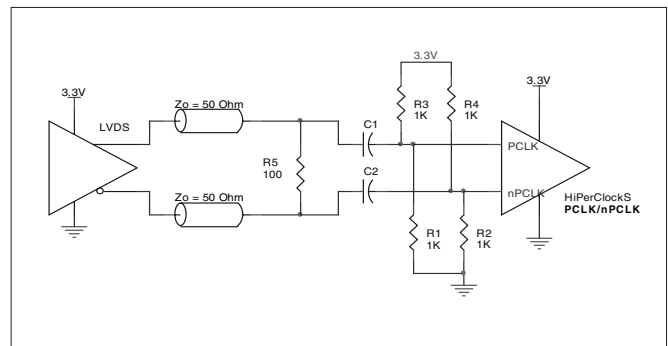 3.3V
3.3V
3.3V
Zo = 50 Ohm
LVDS
R3
1K
R4
1K
C1
PCLK
R5
100
Zo = 50 Ohm
C2
nPCLK
HiPerClockS
PCLK/nPCLK
R1
1K
R2
1K